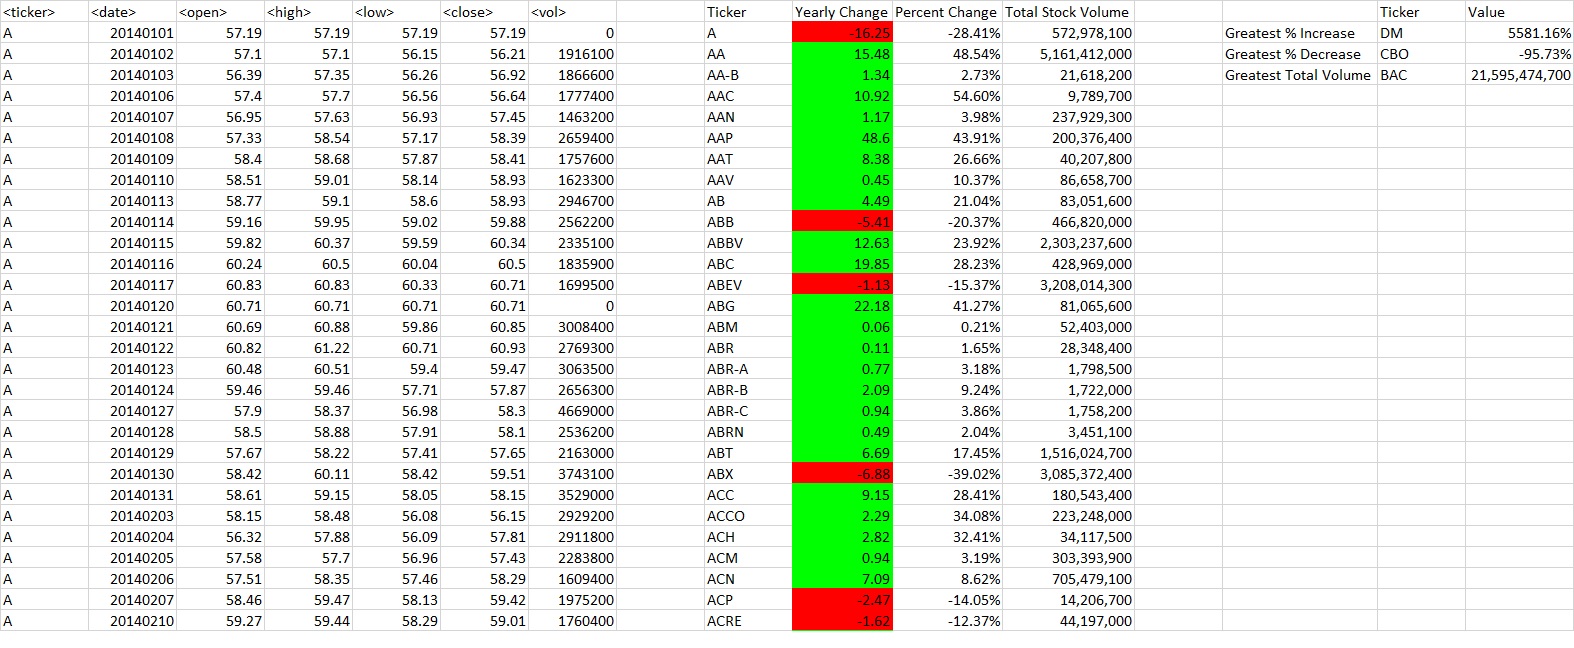 <ticker> <date> <open> <high> <low> <close> <vol> Ticker Yearly Change Percent Change Total Stock Volume Ticker Value
A 20140101 57.19 57.19 57.19 57.19 0 A -16.25 -28.41% 572,978,100 Greatest % Increase DM 5581.16%
A 20140102 57.1 57.1 56.15 56.21 1916100 AA 15.48 48.54% 5,161,412,000 Greatest % Decrease CBO -95.73%
A 20140103 56.39 57.35 56.26 56.92 1866600 AA-B 1.34 2.73% 21,618,200 Greatest Total Volume BAC 21,595,474,700
A 20140106 57.4 57.7 56.56 56.64 1777400 AAC 10.92 54.60% 9,789,700
A 20140107 56.95 57.63 56.93 57.45 1463200 AAN 1.17 3.98% 237,929,300
A 20140108 57.33 58.54 57.17 58.39 2659400 AAP 48.6 43.91% 200,376,400
A 20140109 58.4 58.68 57.87 58.41 1757600 AAT 8.38 26.66% 40,207,800
A 20140110 58.51 59.01 58.14 58.93 1623300 AAV 0.45 10.37% 86,658,700
A 20140113 58.77 59.1 58.6 58.93 2946700 AB 4.49 21.04% 83,051,600
A 20140114 59.16 59.95 59.02 59.88 2562200 ABB -5.41 -20.37% 466,820,000
A 20140115 59.82 60.37 59.59 60.34 2335100 ABBV 12.63 23.92% 2,303,237,600
A 20140116 60.24 60.5 60.04 60.5 1835900 ABC 19.85 28.23% 428,969,000
A 20140117 60.83 60.83 60.33 60.71 1699500 ABEV -1.13 -15.37% 3,208,014,300
A 20140120 60.71 60.71 60.71 60.71 0 ABG 22.18 41.27% 81,065,600
A 20140121 60.69 60.88 59.86 60.85 3008400 ABM 0.06 0.21% 52,403,000
A 20140122 60.82 61.22 60.71 60.93 2769300 ABR 0.11 1.65% 28,348,400
A 20140123 60.48 60.51 59.4 59.47 3063500 ABR-A 0.77 3.18% 1,798,500
A 20140124 59.46 59.46 57.71 57.87 2656300 ABR-B 2.09 9.24% 1,722,000
A 20140127 57.9 58.37 56.98 58.3 4669000 ABR-C 0.94 3.86% 1,758,200
A 20140128 58.5 58.88 57.91 58.1 2536200 ABRN 0.49 2.04% 3,451,100
A 20140129 57.67 58.22 57.41 57.65 2163000 ABT 6.69 17.45% 1,516,024,700
A 20140130 58.42 60.11 58.42 59.51 3743100 ABX -6.88 -39.02% 3,085,372,400
A 20140131 58.61 59.15 58.05 58.15 3529000 ACC 9.15 28.41% 180,543,400
A 20140203 58.15 58.48 56.08 56.15 2929200 ACCO 2.29 34.08% 223,248,000
A 20140204 56.32 57.88 56.09 57.81 2911800 ACH 2.82 32.41% 34,117,500
A 20140205 57.58 57.7 56.96 57.43 2283800 ACM 0.94 3.19% 303,393,900
A 20140206 57.51 58.35 57.46 58.29 1609400 ACN 7.09 8.62% 705,479,100
A 20140207 58.46 59.47 58.13 59.42 1975200 ACP -2.47 -14.05% 14,206,700
A 20140210 59.27 59.44 58.29 59.01 1760400 ACRE -1.62 -12.37% 44,197,000